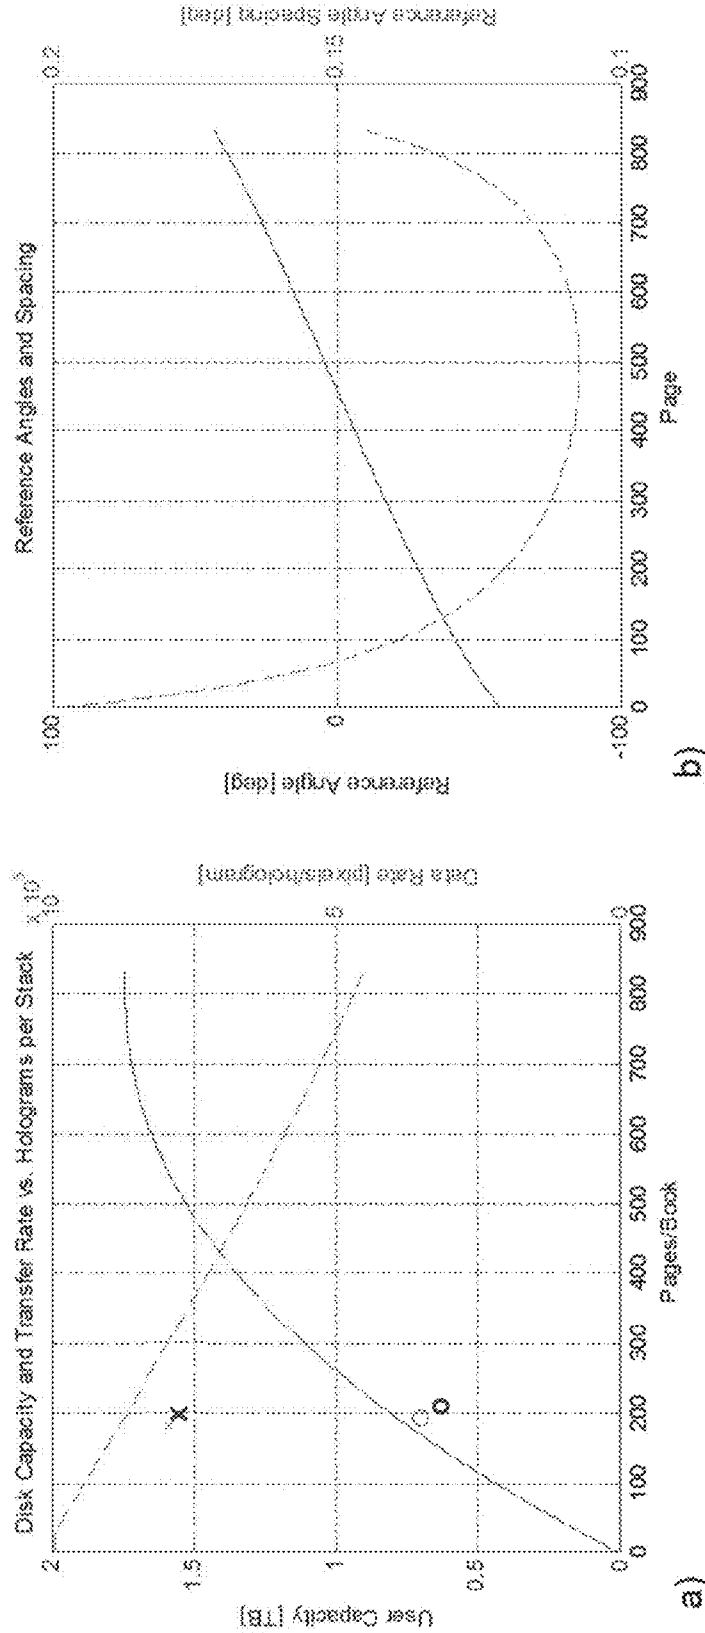 Disk Capacity and Transfer Rate vs. Holograms per Stack
x 10
2
1.5
1
0.5
0
10
5
0
0 100 200 300 400 500 600 700 800 900
User Capacity [TB]
Data Rate [pixels/hologram]
Pages/Book
X
O
O
a)
Reference Angles and Spacing
100
0
-100
0.2
0.15
0.1
0 100 200 300 400 500 600 700 800 900
Reference Angle [deg]
Reference Angle Spacing [deg]
Page
b)